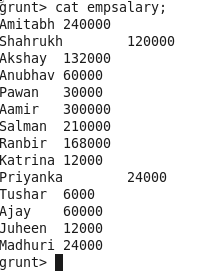 grunt> cat empsalary;
Amitabh 240000
Shahrukh 120000
Akshay 132000
Anubhav 60000
Pawan 30000
Aamir 300000
Salman 210000
Ranbir 168000
Katrina 12000
Priyanka 24000
Tushar 6000
Ajay 60000
Juheen 12000
Madhuri 24000
grunt>